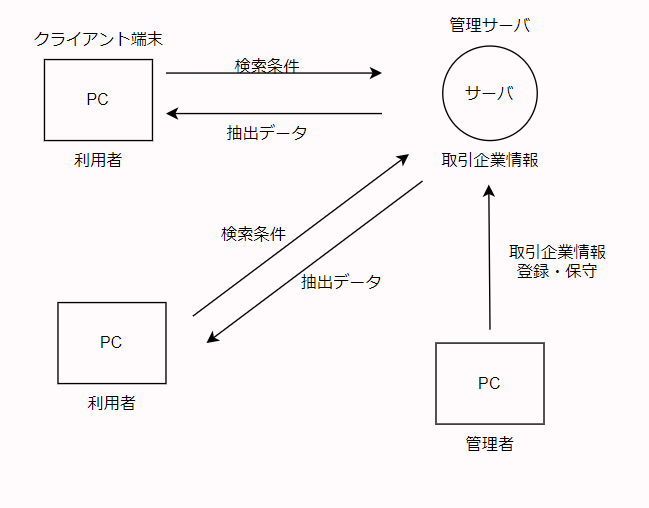 クライアント端末
管理サーバ
PC
検索条件
サーバ
抽出データ
利用者
取引企業情報
検索条件
取引企業情報
登録・保守
抽出データ
PC
利用者
PC
管理者